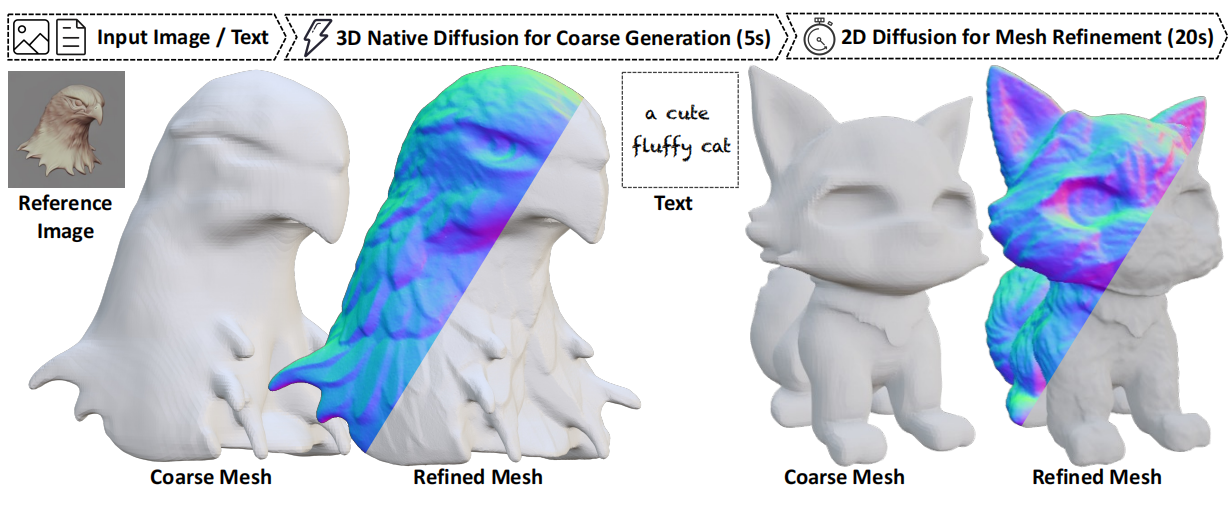 Input Image / Text
3D Native Diffusion for Coarse Generation (5s)
2D Diffusion for Mesh Refinement (20s)
Reference
Image
a cute
fluffy cat
Text
Coarse Mesh
Refined Mesh
Coarse Mesh
Refined Mesh